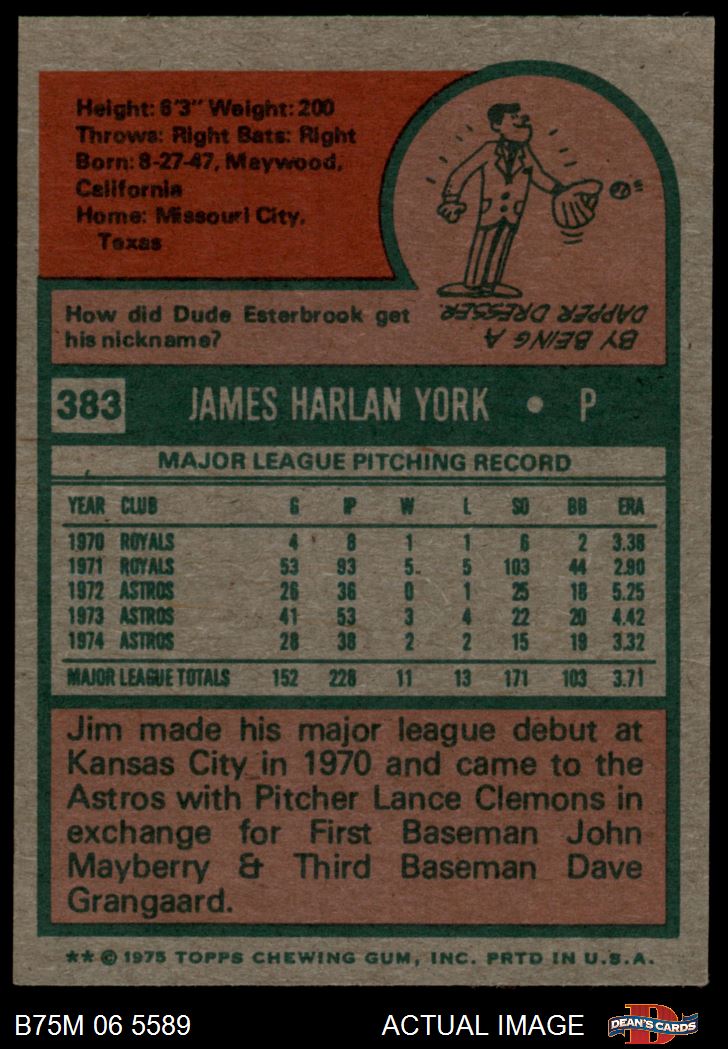 Height: 6'3" Weight: 200
Throws: Right Bats: Right
Born: 8-27-47, Maywood,
California
Home: Missouri City,
Texas
How did Dude Esterbrook get
his nickname?
BY BEING A
DAPPER DRESSER.
383 JAMES HARLAN YORK • P
MAJOR LEAGUE PITCHING RECORD
YEAR CLUB G IP W L SO BB ERA
1970 ROYALS 4 8 1 1 6 2 3.38
1971 ROYALS 53 93 5 5 103 44 2.90
1972 ASTROS 26 36 0 1 25 18 5.25
1973 ASTROS 41 53 3 4 22 20 4.42
1974 ASTROS 28 38 2 2 15 19 3.32
MAJOR LEAGUE TOTALS 152 228 11 13 171 103 3.71
Jim made his major league debut at
Kansas City in 1970 and came to the
Astros with Pitcher Lance Clemons in
exchange for First Baseman John
Mayberry & Third Baseman Dave
Grangaard.
** © 1975 TOPPS CHEWING GUM, INC. PRTD IN U.S.A.
B75M 06 5589 ACTUAL IMAGE
D
DEAN'S CARDS